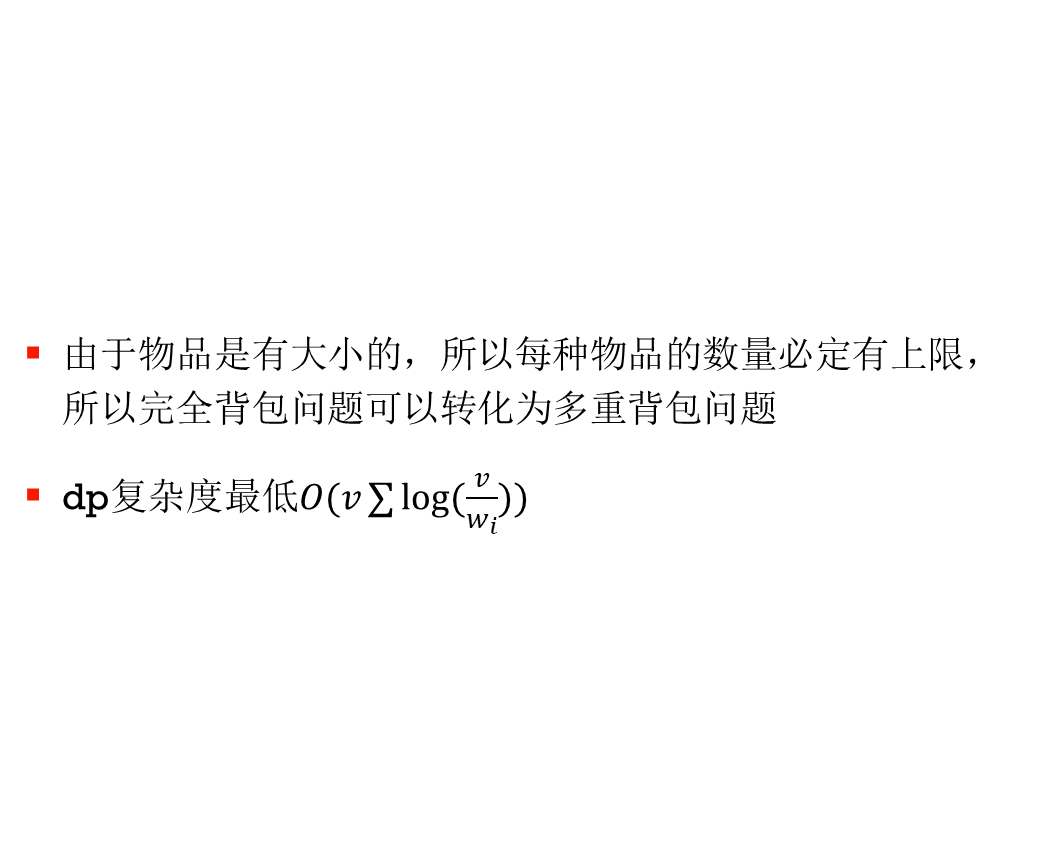 ▪ 由于物品是有大小的，所以每种物品的数量必定有上限，
所以完全背包问题可以转化为多重背包问题
▪ dp复杂度最低O(v∑log(v/w_i))